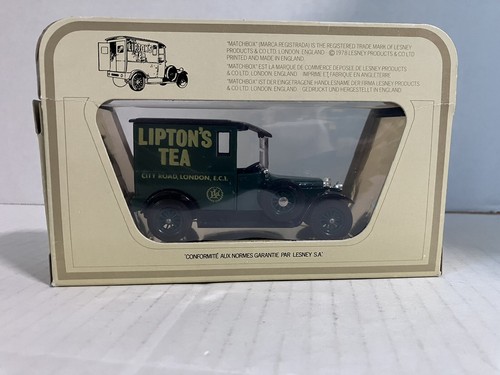 LIPTON'S
TEA
"MATCHBOX" (MARCA REGISTRADA) IS THE REGISTERED TRADE MARK OF LESNEY
PRODUCTS & CO. LTD. LONDON, ENGLAND · © 1978 LESNEY PRODUCTS & CO LTD
PRINTED AND MADE IN ENGLAND
"MATCHBOX" EST LA MARQUE DE COMMERCE DEPOSEE DE LESNEY PRODUCTS
& CO. LTD, LONDON, ENGLAND · IMPRIME ET FABRIQUE EN ANGLETERRE
"MATCHBOX" IST DER EINGETRAGENE HANDELSNAME DER FIRMA LESNEY PRODUCTS
& CO LTD. LONDON, ENGLAND · GEDRUCKT UND HERGESTELLT IN ENGLAND
LIPTON'S
TEA
CITY ROAD, LONDON, E.C.1.
"CONFORMITÉ AUX NORMES GARANTIE PAR LESNEY S.A."